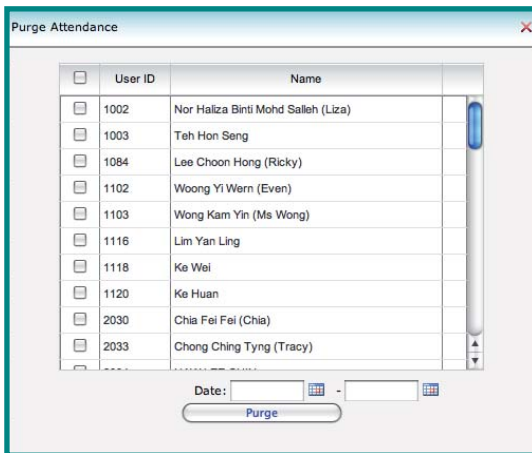 Purge Attendance
User ID Name
1002 Nor Haliza Binti Mohd Salleh (Liza)
1003 Teh Hon Seng
1084 Lee Choon Hong (Ricky)
1102 Woong Yi Wern (Even)
1103 Wong Kam Yin (Ms Wong)
1116 Lim Yan Ling
1118 Ke Wei
1120 Ke Huan
2030 Chia Fei Fei (Chia)
2033 Chong Ching Tyng (Tracy)
Date: -
Purge